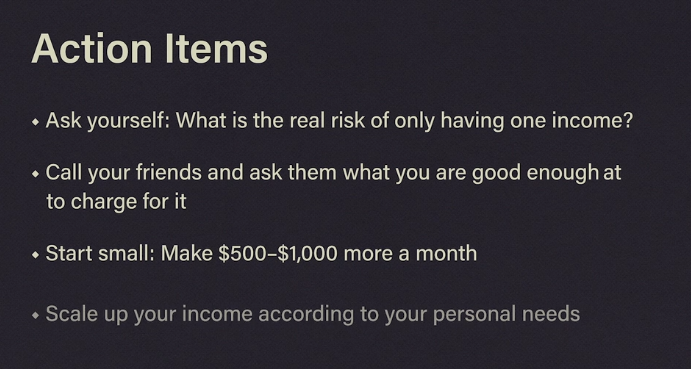 Action Items
⬩ Ask yourself: What is the real risk of only having one income?
⬩ Call your friends and ask them what you are good enough at
to charge for it
⬩ Start small: Make $500–$1,000 more a month
⬩ Scale up your income according to your personal needs